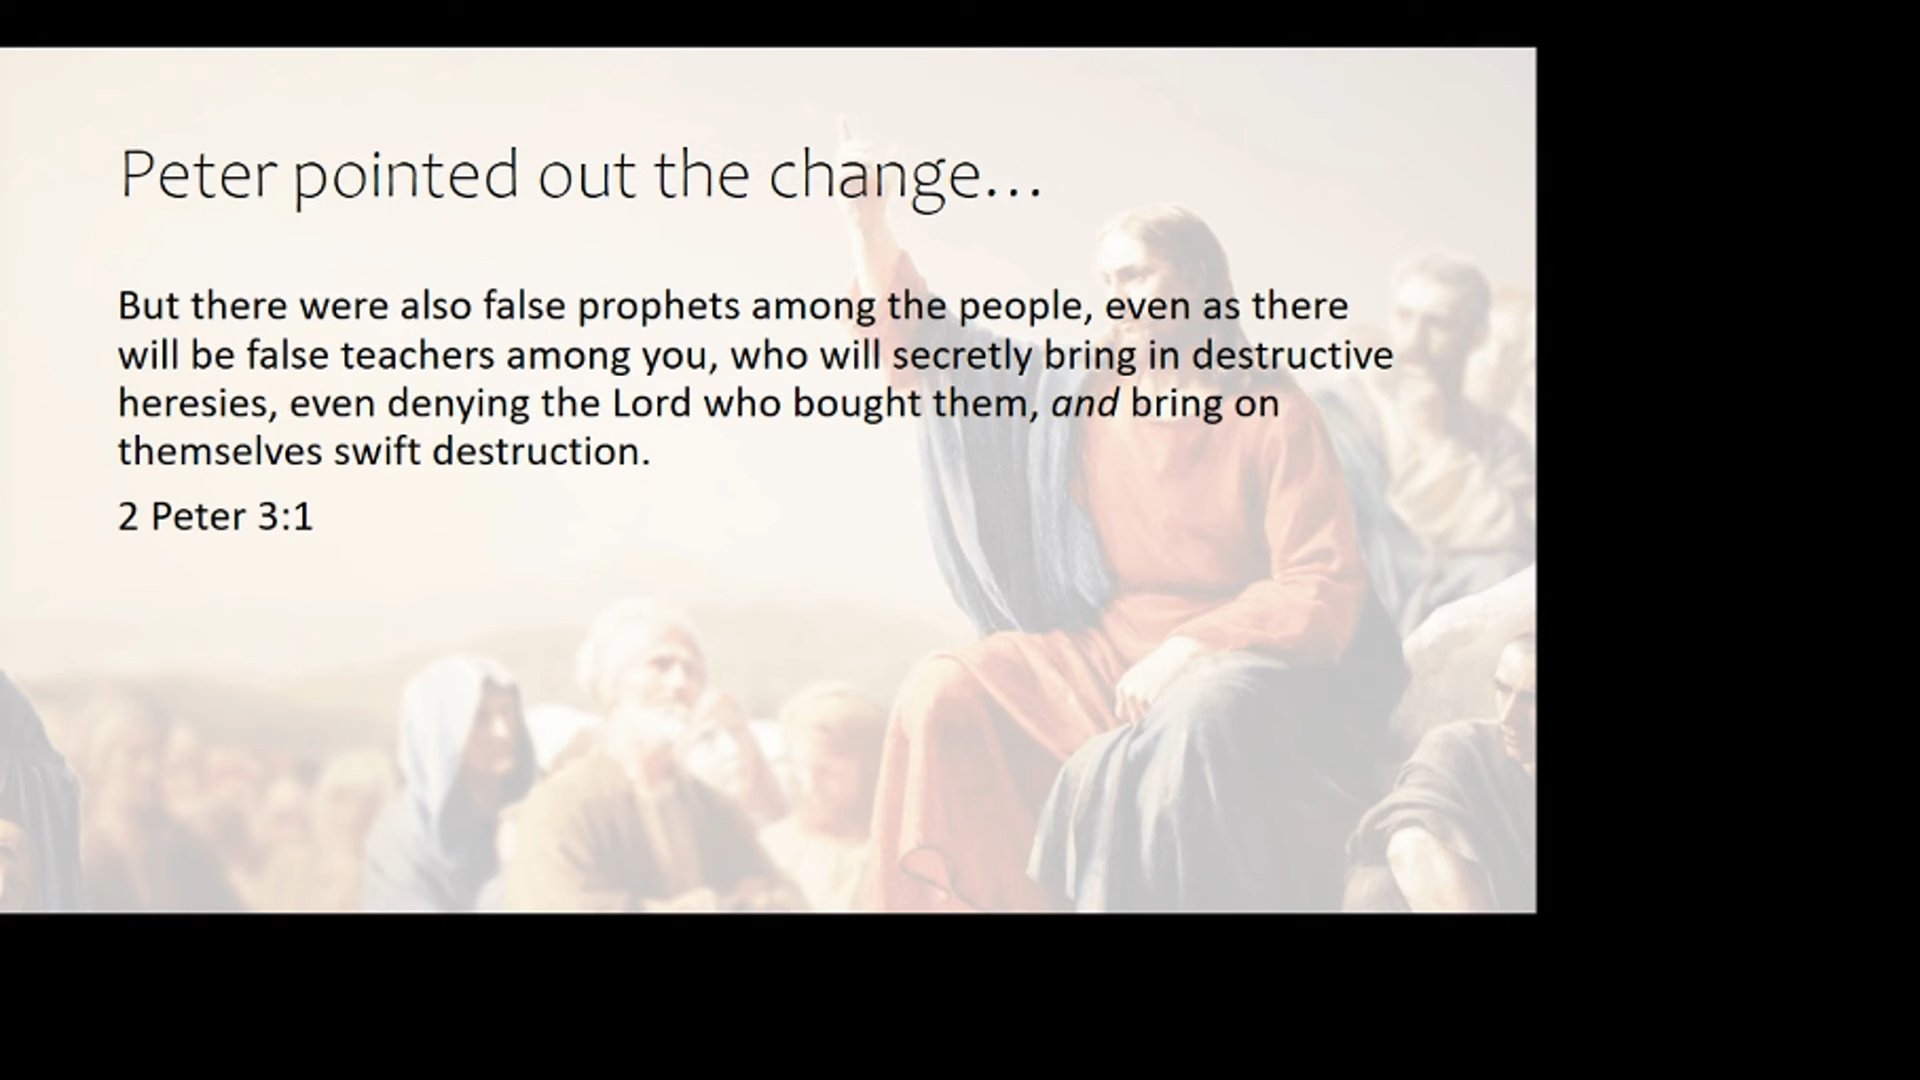 Peter pointed out the change...
But there were also false prophets among the people, even as there
will be false teachers among you, who will secretly bring in destructive
heresies, even denying the Lord who bought them, and bring on
themselves swift destruction.
2 Peter 3:1